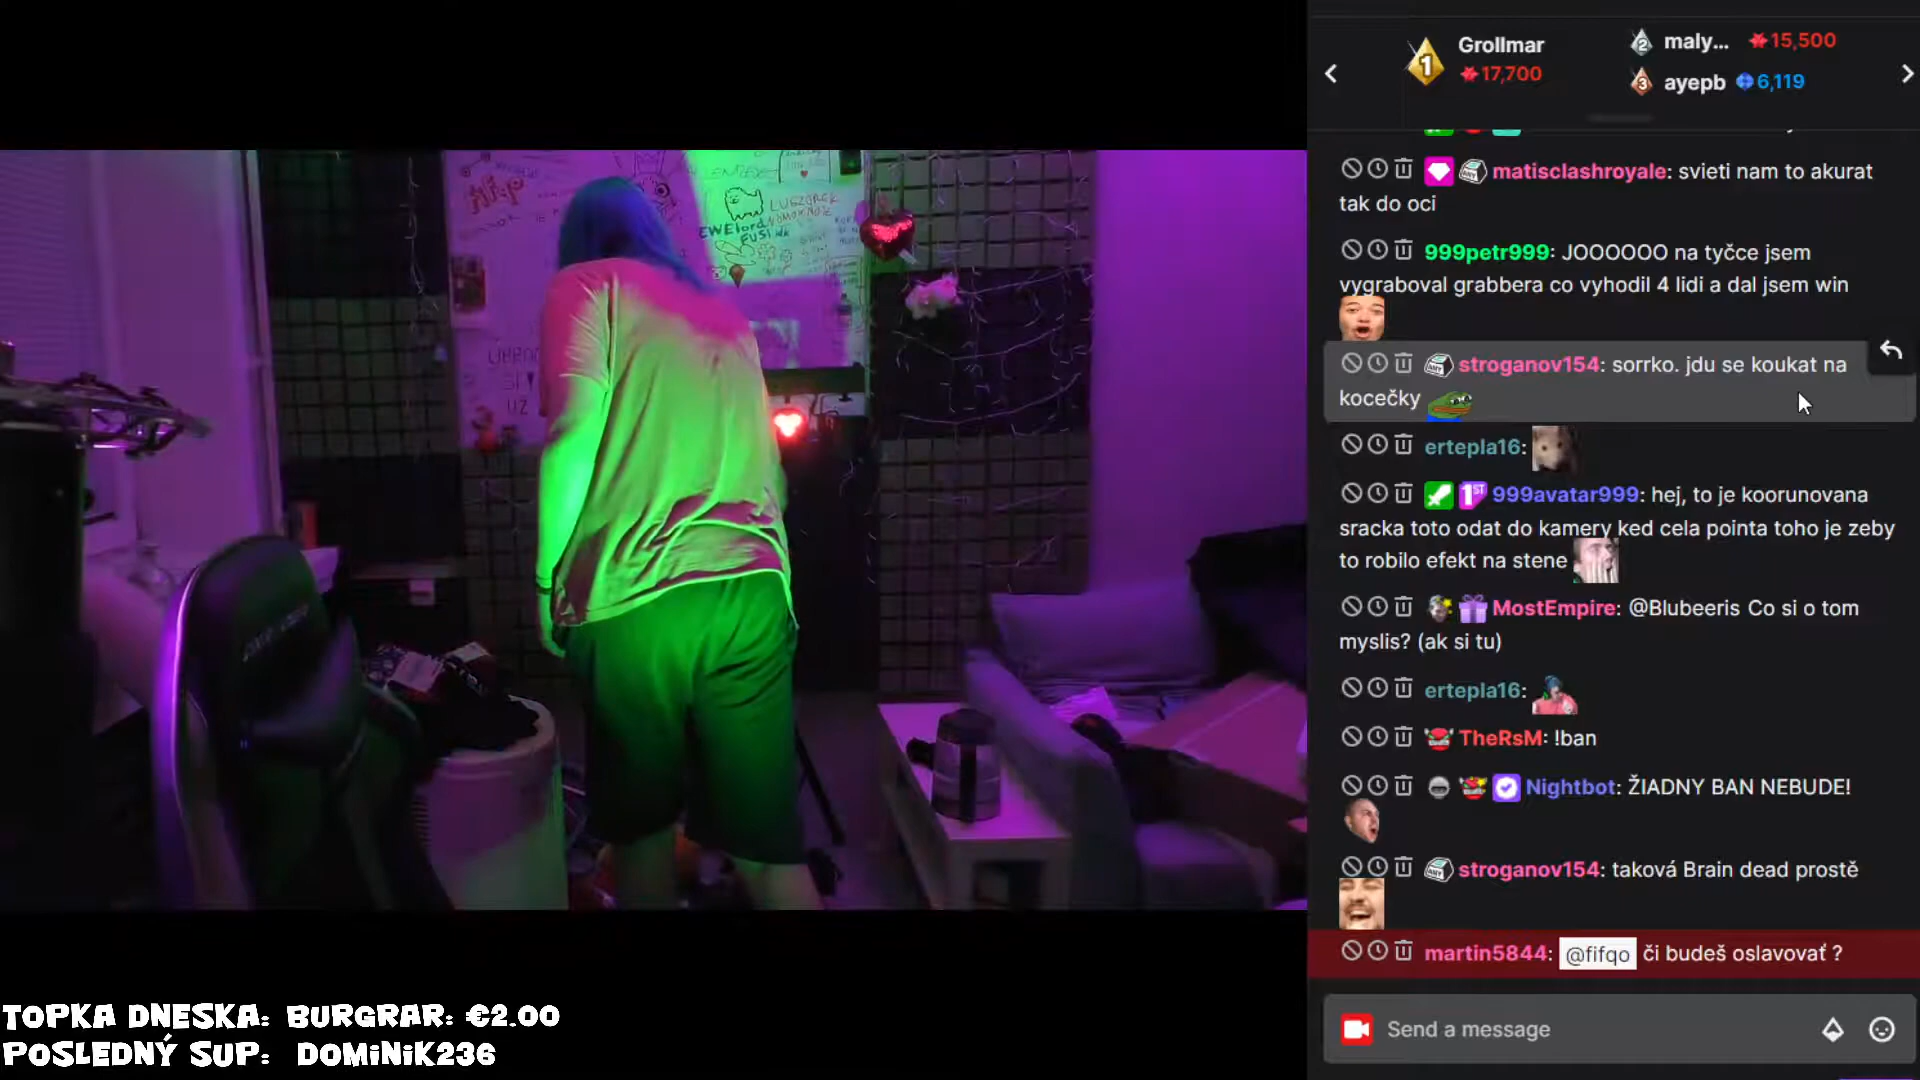 Grollmar
17,700
maly...
15,500
ayepb
6,119
matisclashroyale: svieti nam to akurat
tak do oci
999petr999: JOOOOOO na tyčce jsem
vygraboval grabbera co vyhodil 4 lidi a dal jsem win
stroganov154: sorrko. jdu se koukat na
kocečky
ertepla16:
999avatar999: hej, to je koorunovana
sracka toto odat do kamery ked cela pointa toho je zeby
to robilo efekt na stene
MostEmpire: @Blubeeris Co si o tom
myslis? (ak si tu)
ertepla16:
TheRsM: !ban
Nightbot: ŽIADNY BAN NEBUDE!
stroganov154: taková Brain dead prostě
martin5844: @fifqo či budeš oslavovať ?
Send a message
LUBZOREK
EWElord
TOPKA DNESKA: BURGRAR: €2.00
POSLEDNÝ SUP: DOMiNiK236